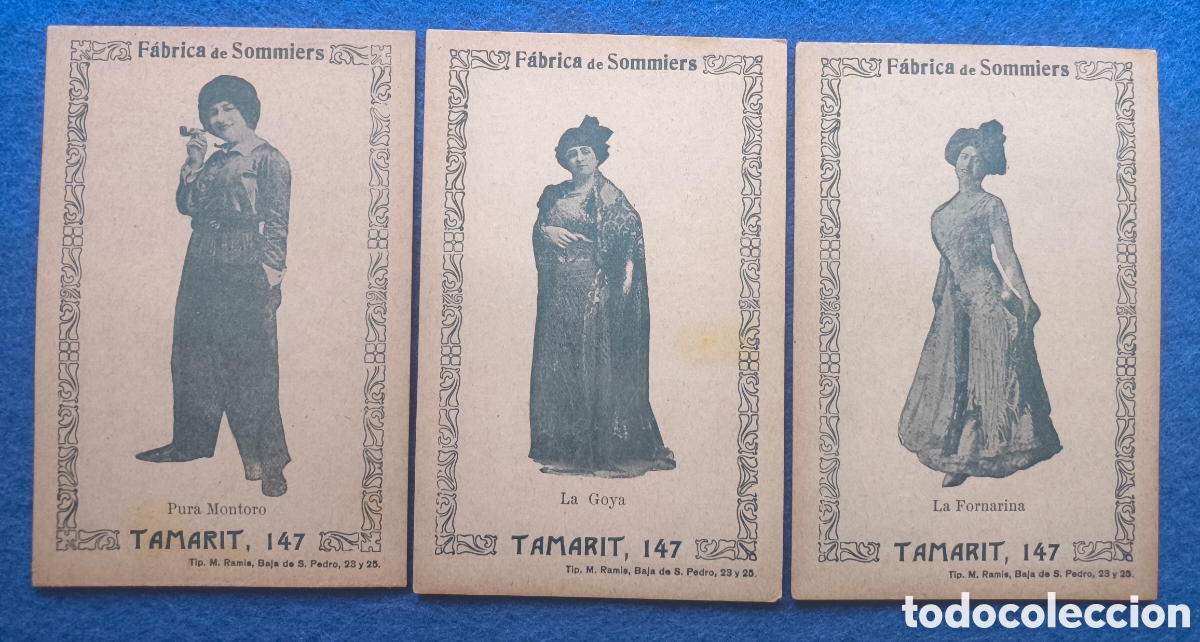 Fábrica de Sommiers
Pura Montoro
TAMARIT, 147
Tip. M. Ramis, Baja de S. Pedro, 23 y 25.
Fábrica de Sommiers
La Goya
TAMARIT, 147
Tip. M. Ramis, Baja de S. Pedro, 23 y 25.
Fábrica de Sommiers
La Fornarina
TAMARIT, 147
Tip. M. Ramis, Baja de S. Pedro, 23 y 25.
todocoleccion